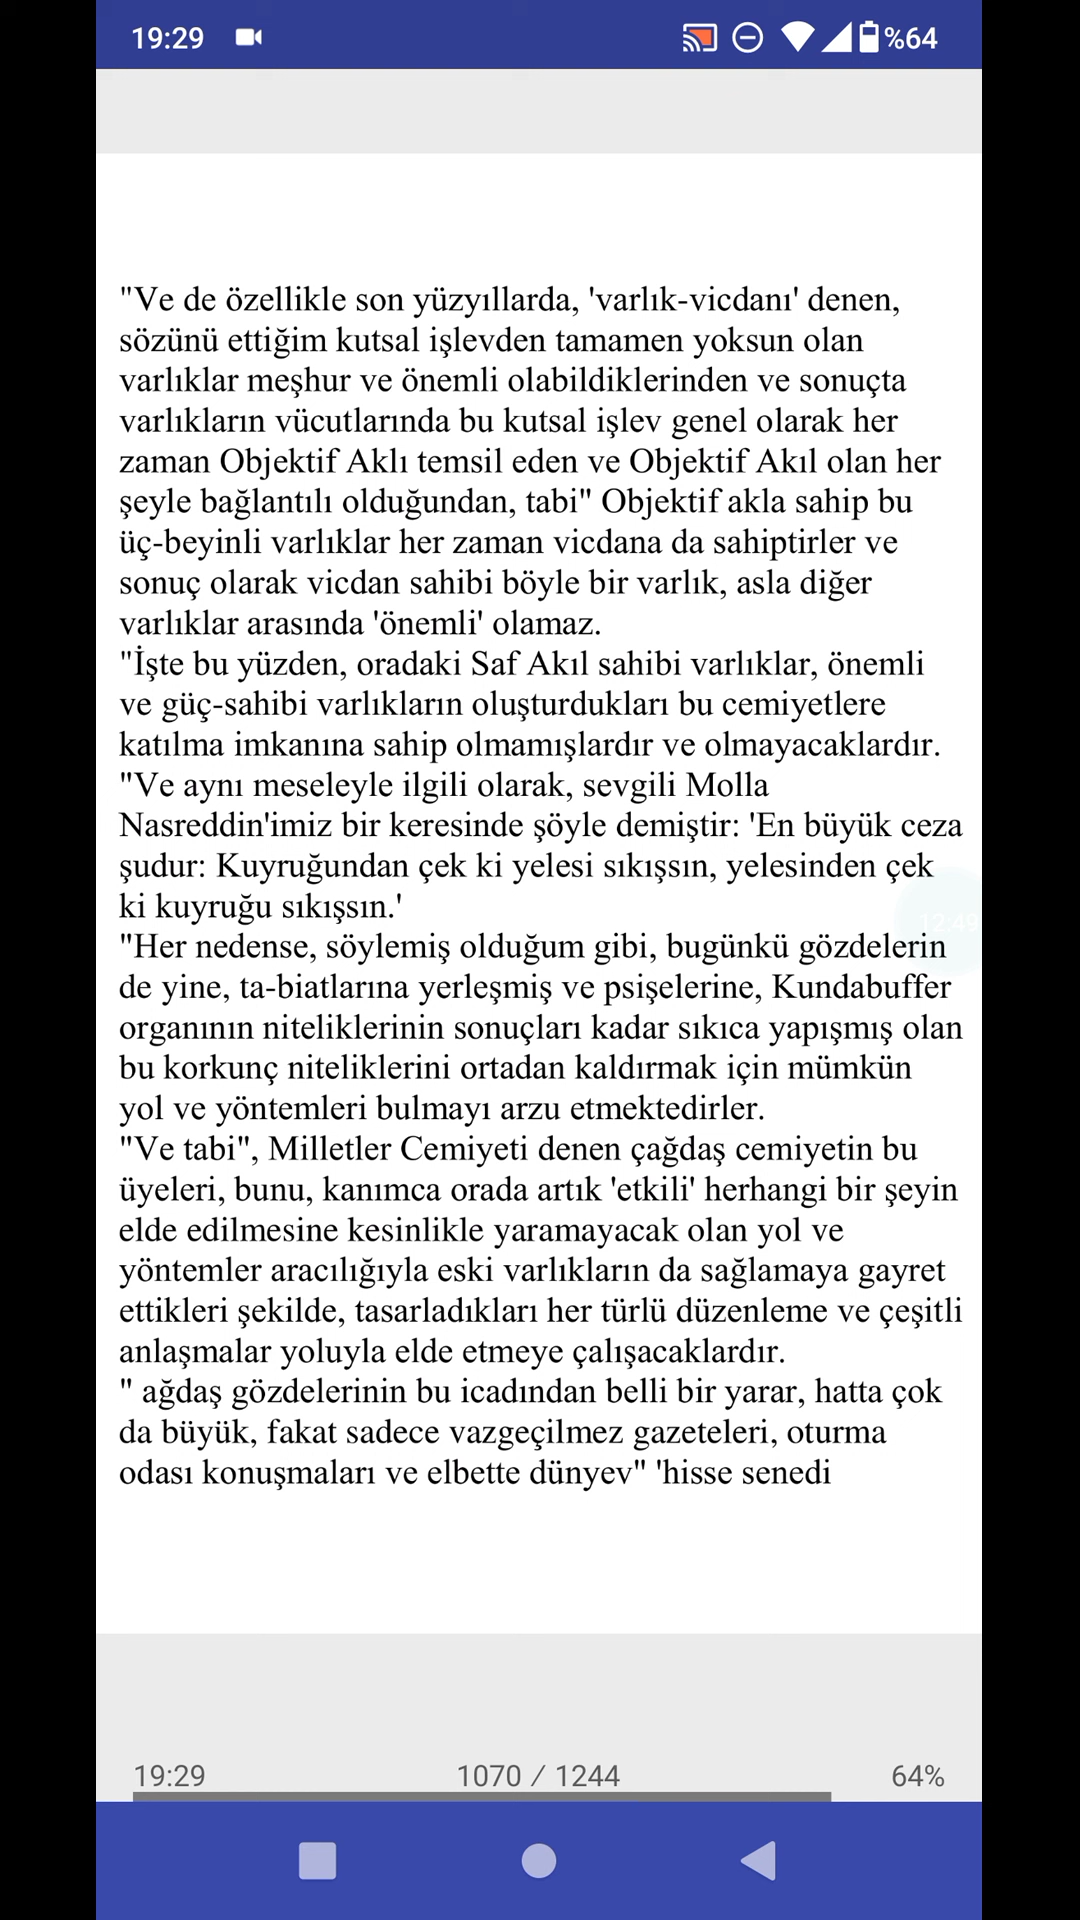 19:29
%64
"Ve de özellikle son yüzyıllarda, 'varlık-vicdanı' denen,
sözünü ettiğim kutsal işlevden tamamen yoksun olan
varlıklar meşhur ve önemli olabildiklerinden ve sonuçta
varlıkların vücutlarında bu kutsal işlev genel olarak her
zaman Objektif Aklı temsil eden ve Objektif Akıl olan her
şeyle bağlantılı olduğundan, tabi" Objektif akla sahip bu
üç-beyinli varlıklar her zaman vicdana da sahiptirler ve
sonuç olarak vicdan sahibi böyle bir varlık, asla diğer
varlıklar arasında 'önemli' olamaz.
"İşte bu yüzden, oradaki Saf Akıl sahibi varlıklar, önemli
ve güç-sahibi varlıkların oluşturdukları bu cemiyetlere
katılma imkanına sahip olmamışlardır ve olmayacaklardır.
"Ve aynı meseleyle ilgili olarak, sevgili Molla
Nasreddin'imiz bir keresinde şöyle demiştir: 'En büyük ceza
şudur: Kuyruğundan çek ki yelesi sıkışsın, yelesinden çek
ki kuyruğu sıkışsın.'
12:49
"Her nedense, söylemiş olduğum gibi, bugünkü gözdelerin
de yine, ta-biatlarına yerleşmiş ve psişelerine, Kundabuffer
organının niteliklerinin sonuçları kadar sıkıca yapışmış olan
bu korkunç niteliklerini ortadan kaldırmak için mümkün
yol ve yöntemleri bulmayı arzu etmektedirler.
"Ve tabi", Milletler Cemiyeti denen çağdaş cemiyetin bu
üyeleri, bunu, kanımca orada artık 'etkili' herhangi bir şeyin
elde edilmesine kesinlikle yaramayacak olan yol ve
yöntemler aracılığıyla eski varlıkların da sağlamaya gayret
ettikleri şekilde, tasarladıkları her türlü düzenleme ve çeşitli
anlaşmalar yoluyla elde etmeye çalışacaklardır.
" ağdaş gözdelerinin bu icadından belli bir yarar, hatta çok
da büyük, fakat sadece vazgeçilmez gazeteleri, oturma
odası konuşmaları ve elbette dünyev" 'hisse senedi
19:29 1070 / 1244 64%